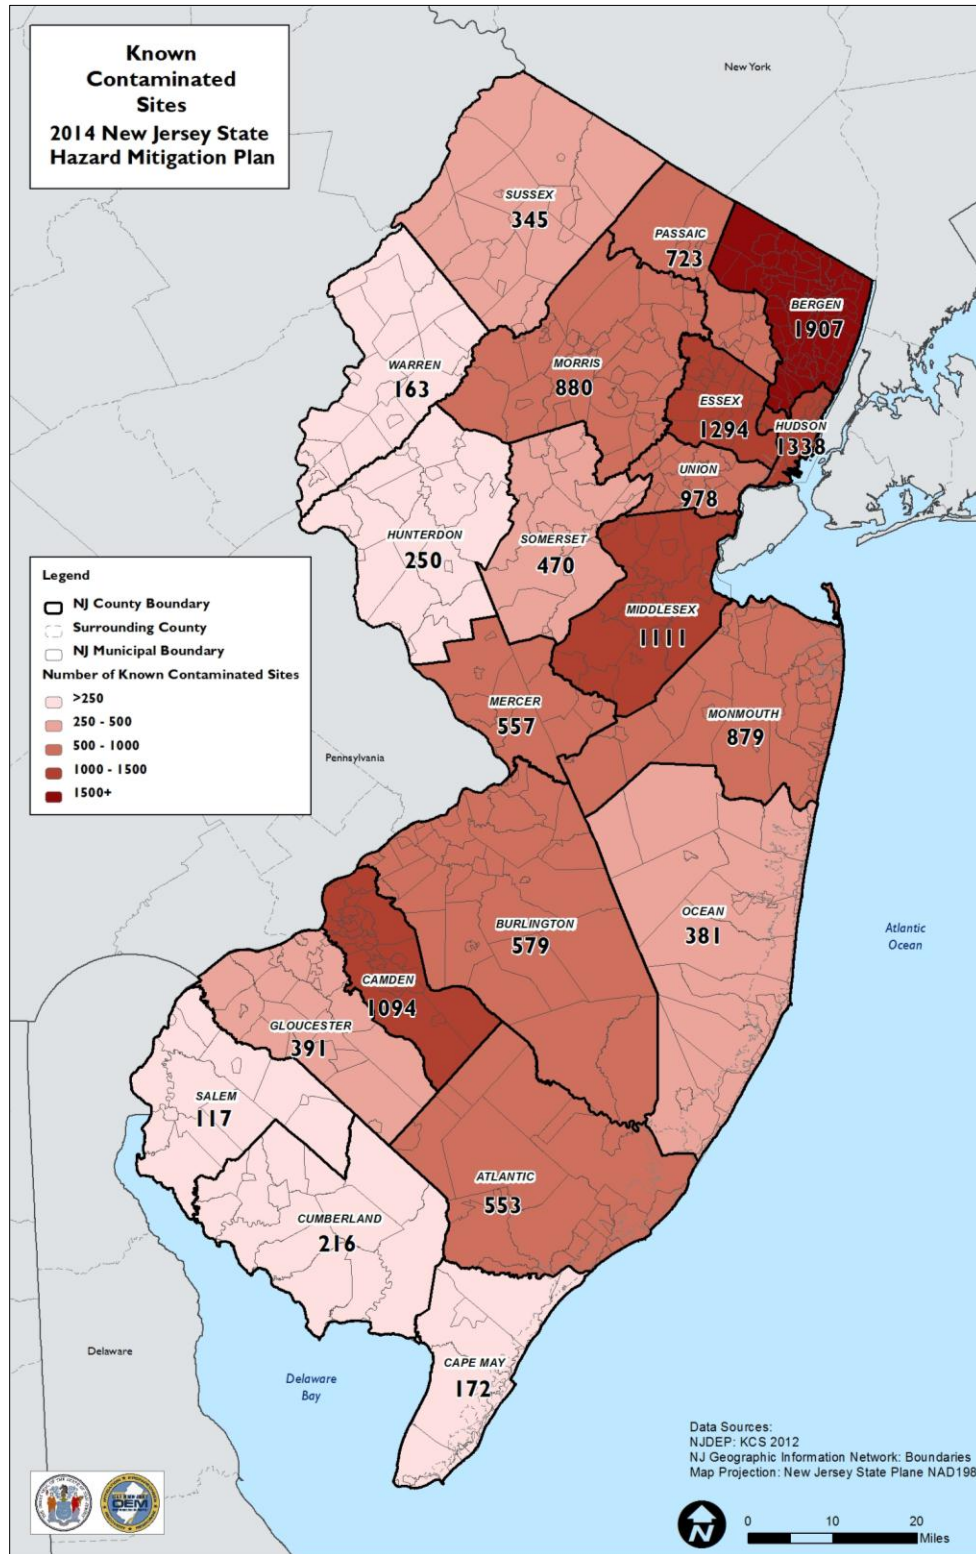 Known
Contaminated
Sites
2014 New Jersey State
Hazard Mitigation Plan
New York
SUSSEX
345
PASSAIC
723
BERGEN
1907
WARREN
163
MORRIS
880
ESSEX
1294
HUDSON
1338
UNION
978
HUNTERDON
250
SOMERSET
470
MIDDLESEX
1111
MERCER
557
MONMOUTH
879
Pennsylvania
Legend
NJ County Boundary
Surrounding County
NJ Municipal Boundary
Number of Known Contaminated Sites
>250
250 - 500
500 - 1000
1000 - 1500
1500+
BURLINGTON
579
OCEAN
381
Atlantic
Ocean
CAMDEN
1094
GLOUCESTER
391
SALEM
117
ATLANTIC
553
CUMBERLAND
216
CAPE MAY
172
Delaware
Delaware
Bay
Data Sources:
NJDEP: KCS 2012
NJ Geographic Information Network: Boundaries
Map Projection: New Jersey State Plane NAD198
OEM
N
0 10 20
Miles